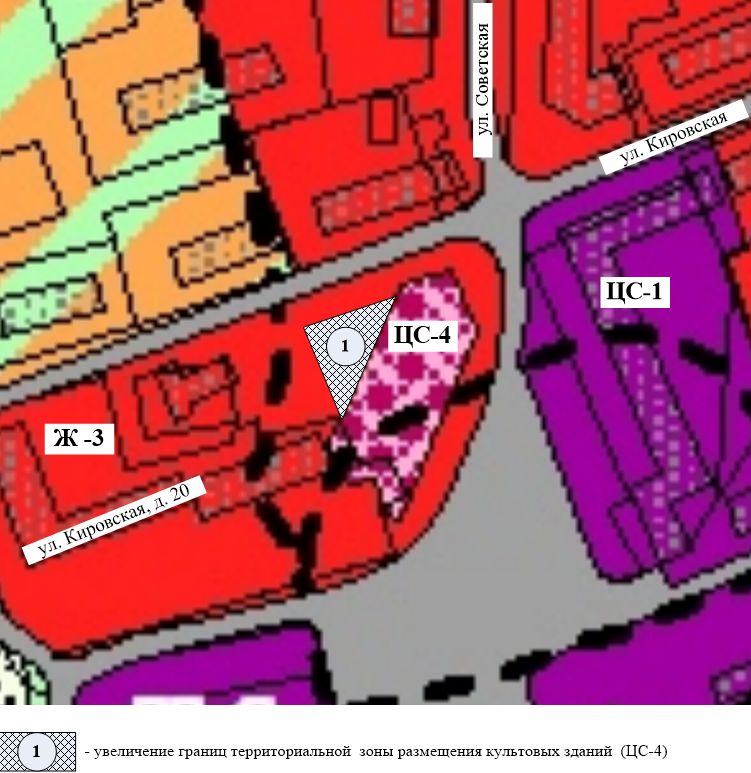 ул. Советская
ул. Кировская
ЦС-1
ЦС-4
1
Ж -3
ул. Кировская, д. 20
1 - увеличение границ территориальной зоны размещения культовых зданий (ЦС-4)